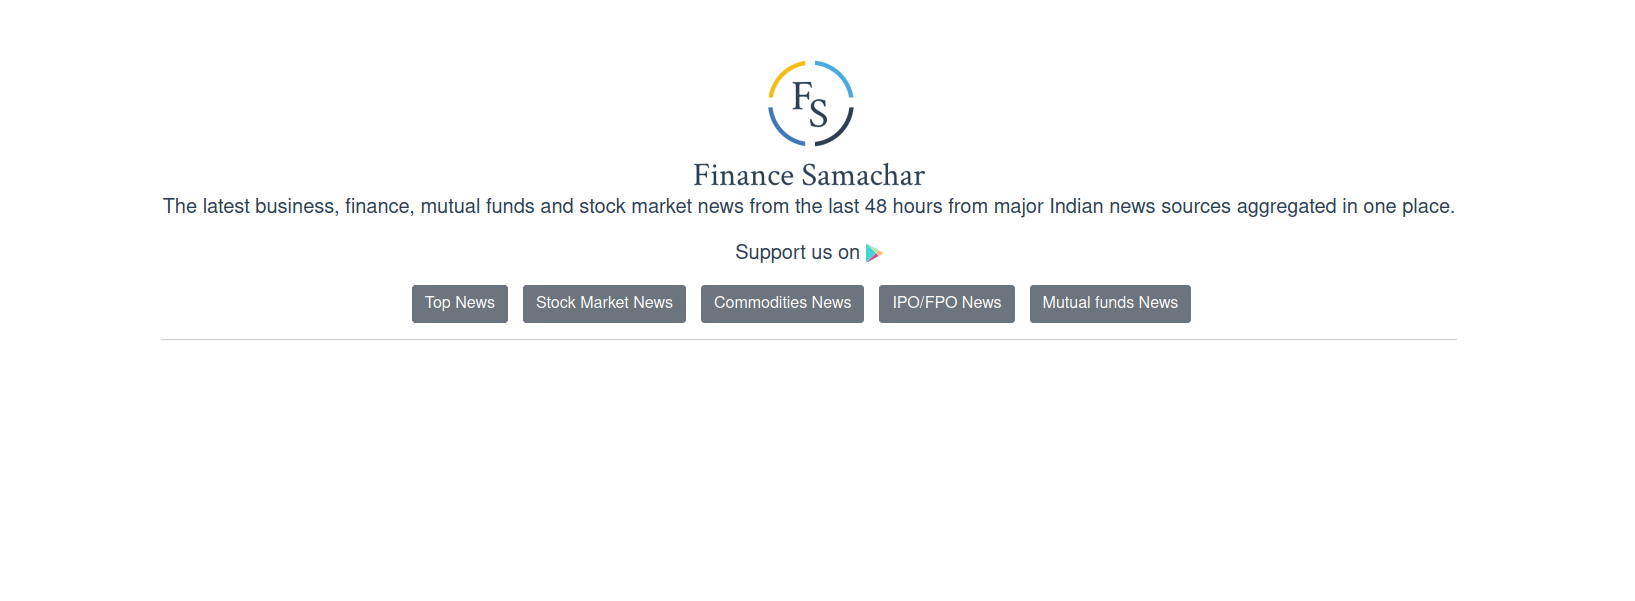 F
S
Finance Samachar
The latest business, finance, mutual funds and stock market news from the last 48 hours from major Indian news sources aggregated in one place.
Support us on
Top News
Stock Market News
Commodities News
IPO/FPO News
Mutual funds News